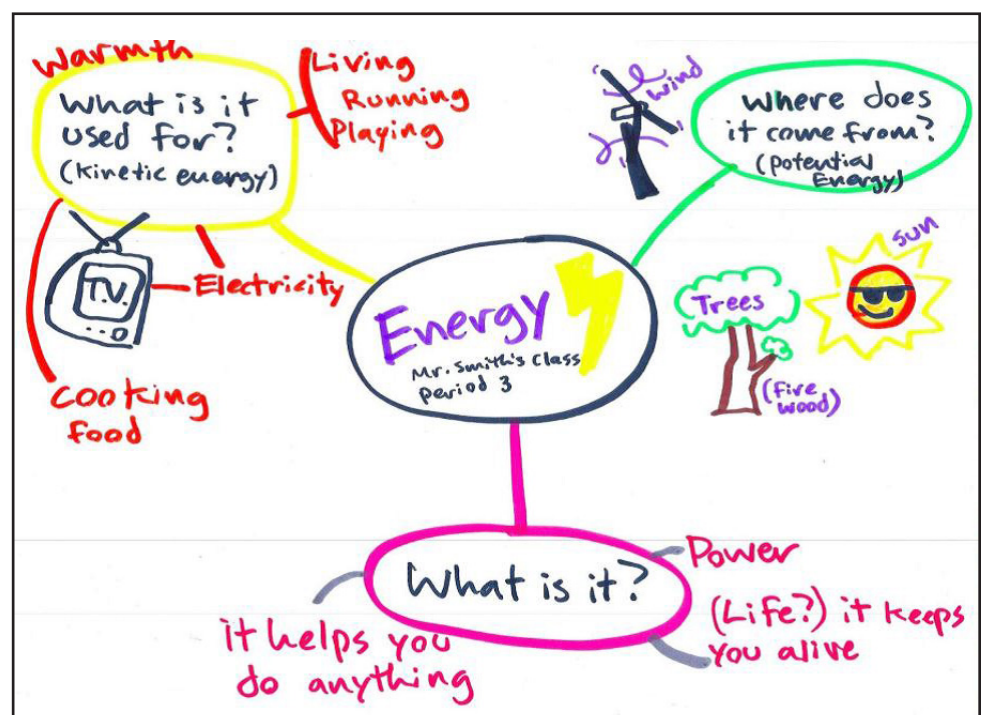 Warmth
What is it
used for?
(kinetic energy)
Living
Running
Playing
T.V.
Electricity
Cooking
food
Wind
Where does
it come from?
(Potential
Energy)
Sun
Trees
(fire
wood)
Energy
Mr. Smith's Class
Period 3
What is it?
Power
(Life?) it keeps
you alive
it helps you
do anything